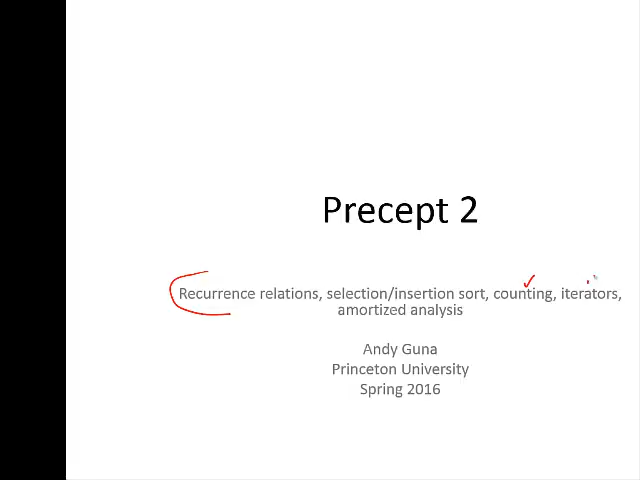 Precept 2
Recurrence relations, selection/insertion sort, counting, iterators,
amortized analysis
Andy Guna
Princeton University
Spring 2016